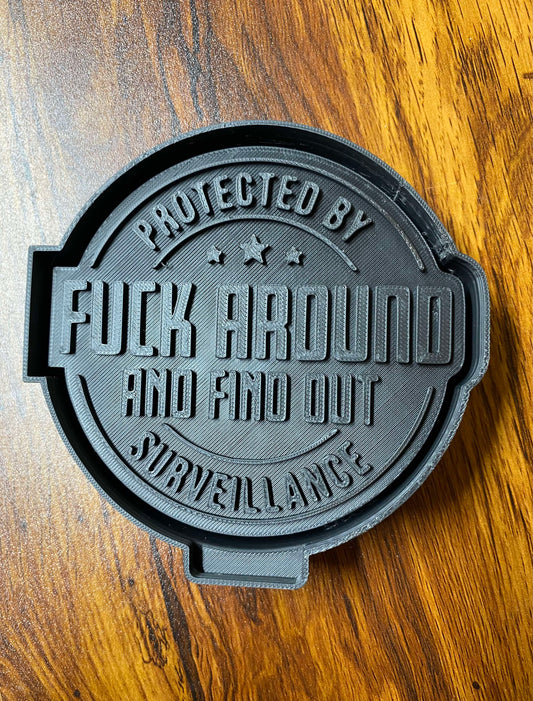 PROTECTED BY
FUCK AROUND
AND FIND OUT
SURVEILLANCE